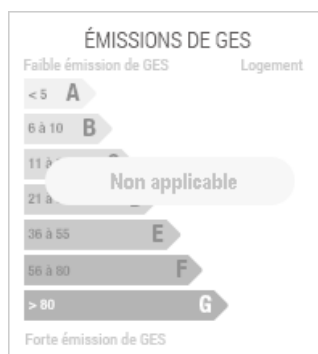 ÉMISSIONS DE GES
Faible émission de GES Logement
< 5 A
6 à 10 B
11 à
Non applicable
21 à
36 à 55 E
56 à 80 F
> 80 G
Forte émission de GES